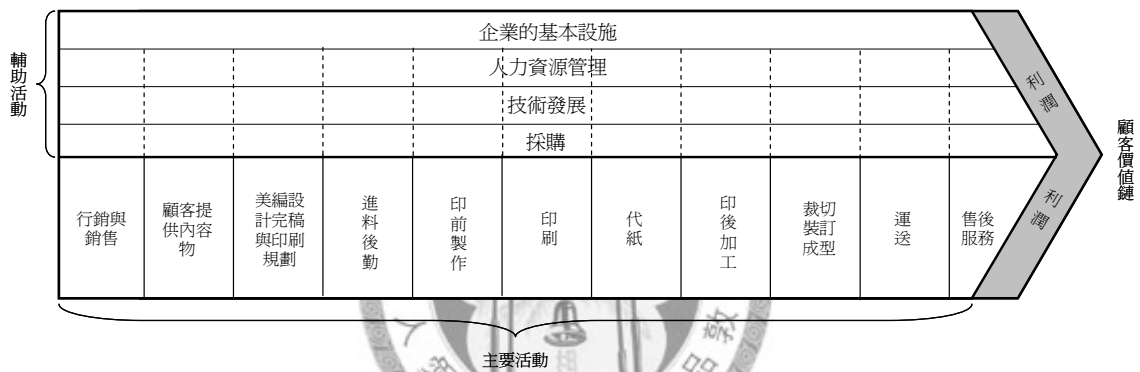 企業的基本設施
人力資源管理
技術發展
採購
輔助活動
利潤
顧客價值鏈
行銷與
銷售
顧客提
供內容
物
美編設
計完稿
與印刷
規劃
進料後勤
印前製作
印刷
代紙
印後加工
裁切
裝訂
成型
運送
售後
服務
利潤
主要活動